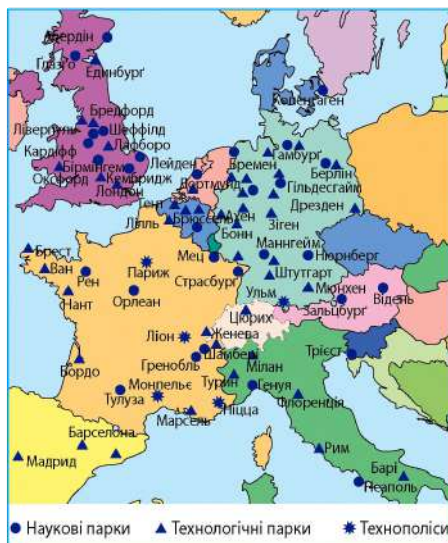 Абердін
Глазго
Единбург
Бредфорд
Ліверпуль
Шеффілд
Кардіфф
Лафборо
Бірмінгем
Кембридж
Оксфорд
Лондон
Копенгаген
Лейден
Бремен
Гамбург
Берлін
Дортмунд
Гільдесгайм
Дрезден
Гент
Брюссель
Аахен
Зіген
Лілль
Бонн
Мец
Маннгейм
Нюрнберг
Брест
Ван
Рен
Париж
Страсбург
Штутгарт
Нант
Орлеан
Ульм
Мюнхен
Відень
Зальцбург
Цюрих
Ліон
Женева
Шамбері
Гренобль
Мілан
Трієст
Бордо
Турин
Генуя
Тулуза
Монпельє
Ніцца
Флоренція
Марсель
Барселона
Мадрид
Рим
Барі
Неаполь
Наукові парки
Технологічні парки
Технополіси